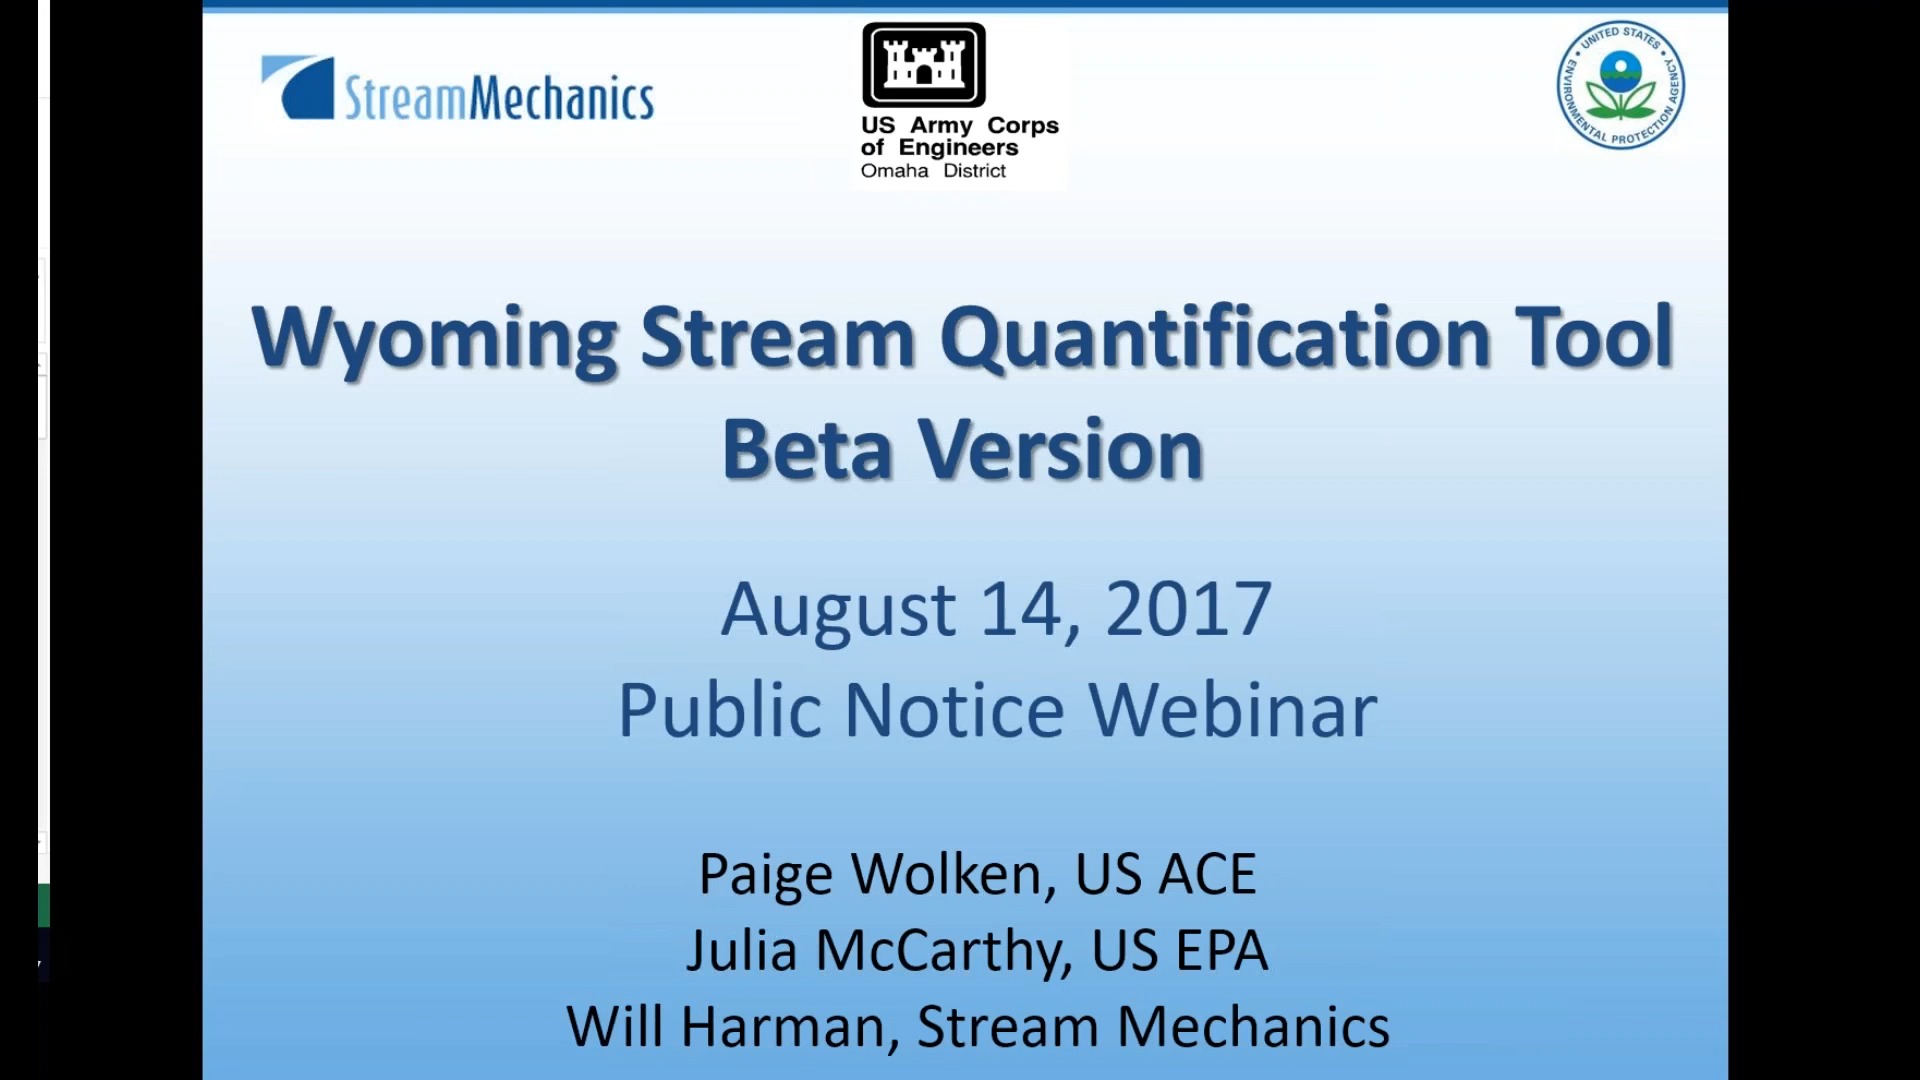 StreamMechanics
US Army Corps
of Engineers
Omaha District
UNITED STATES
ENVIRONMENTAL PROTECTION AGENCY
Wyoming Stream Quantification Tool
Beta Version
August 14, 2017
Public Notice Webinar
Paige Wolken, US ACE
Julia McCarthy, US EPA
Will Harman, Stream Mechanics